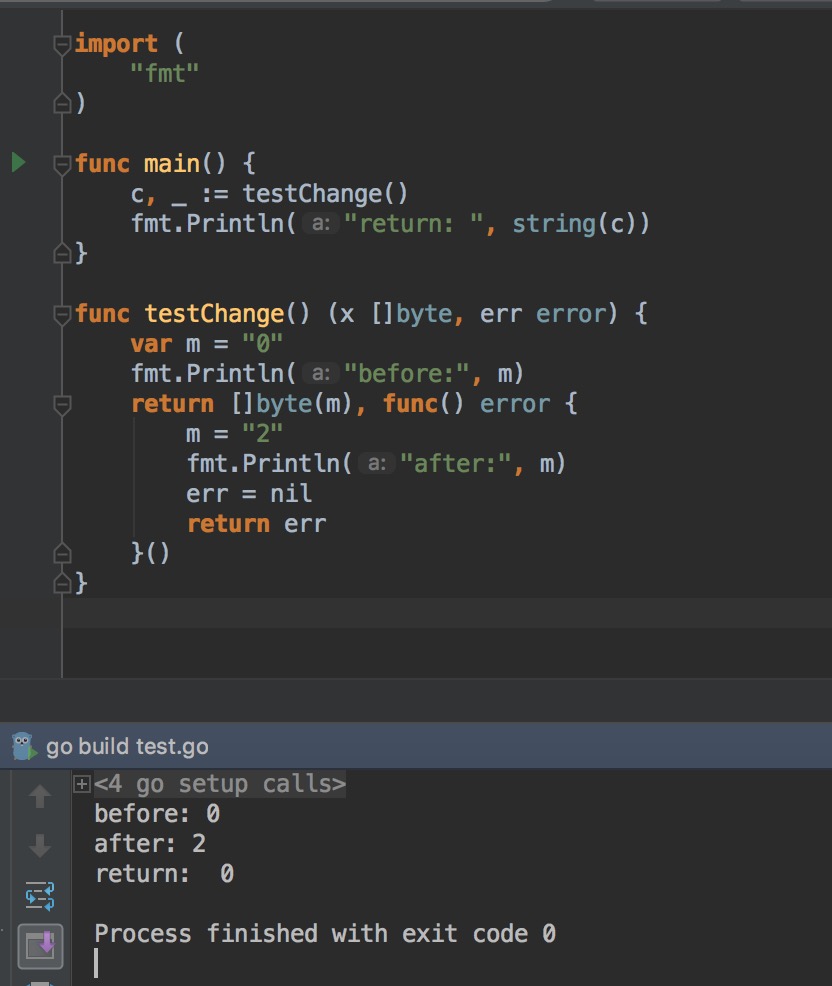 import (
    "fmt"
)
func main() {
    c, _ := testChange()
    fmt.Println( a: "return: ", string(c))
}
func testChange() (x []byte, err error) {
    var m = "0"
    fmt.Println( a: "before:", m)
    return []byte(m), func() error {
        m = "2"
        fmt.Println( a: "after:", m)
        err = nil
        return err
    }()
}
go build test.go
<4 go setup calls>
before: 0
after: 2
return:  0
Process finished with exit code 0